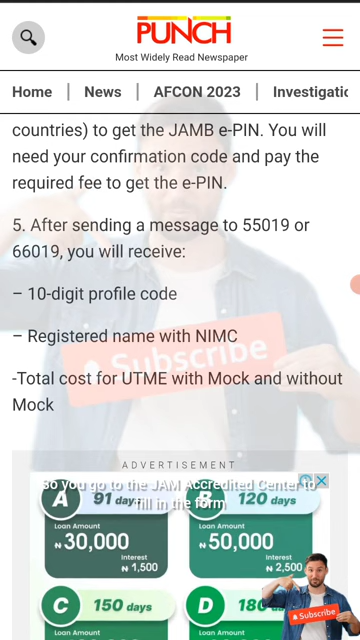 PUNCH
Most Widely Read Newspaper
Home | News | AFCON 2023 | Investigatic
countries) to get the JAMB e-PIN. You will
need your confirmation code and pay the
required fee to get the e-PIN.
5. After sending a message to 55019 or
66019, you will receive:
– 10-digit profile code
– Registered name with NIMC
-Total cost for UTME with Mock and without
Mock
Subscribe
ADVERTISEMENT
So you go to the JAM Accredited Center to
fill in the form
A 91 days
Loan Amount
₦ 30,000
Interest
₦ 1,500
B 120 days
Loan Amount
₦ 50,000
Interest
₦ 2,500
C 150 days
Loan Amount
D 180
Loan Amount
Subscribe